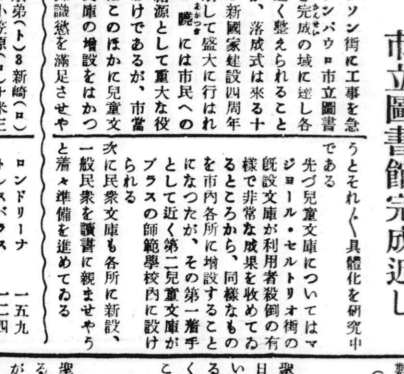 市立圖書館完成近し
ソン街に工事を急
ンパウロ市立圖書
完成の域に達し各
整えられること
落成式は來る十
新國家建設四周年
して盛大に行はれ
曉には市民への
源として重大な役
けであるが、市當
このほかに兒童文
庫の增設をはかつ
識慾を滿足させや
うとそれ〳〵具體化を研究中
である
先づ兒童文庫についてはマ
ジヨール・セルトリオ街の
既設文庫が利用者殺倒の有
樣で非常な成果を收めてゐ
るところから、同樣なもの
を市内各所に增設すること
になつたが、その第一着手
として近く第二兒童文庫が
ブラスの師範學校内に設け
られる
次に民衆文庫も各所に新設、
一般民衆を讀書に親ませやう
と着々準備を進めてゐる
弟(ト)8新崎(ロ)
ロンドリーナ 一五九
一二四